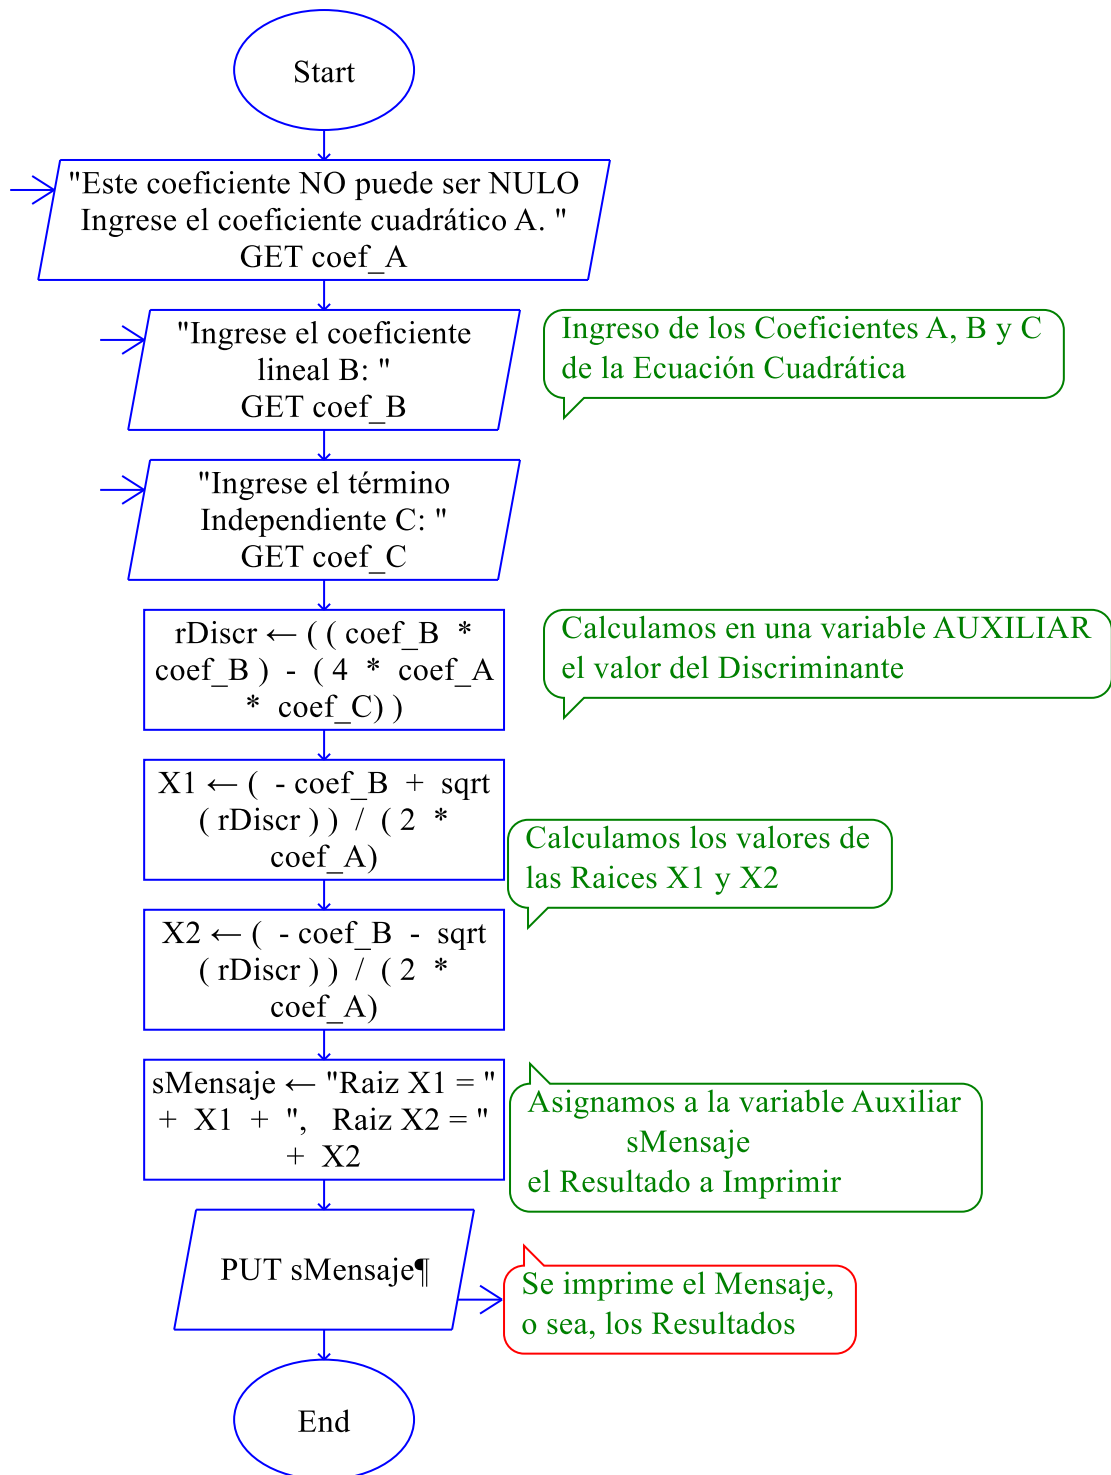 Start
"Este coeficiente NO puede ser NULO
Ingrese el coeficiente cuadrático A. "
GET coef_A
"Ingrese el coeficiente
lineal B: "
GET coef_B
Ingreso de los Coeficientes A, B y C
de la Ecuación Cuadrática
"Ingrese el término
Independiente C: "
GET coef_C
rDiscr ← ( ( coef_B *
coef_B ) - ( 4 * coef_A
* coef_C) )
Calculamos en una variable AUXILIAR
el valor del Discriminante
X1 ← ( - coef_B + sqrt
( rDiscr ) ) / ( 2 *
coef_A)
Calculamos los valores de
las Raices X1 y X2
X2 ← ( - coef_B - sqrt
( rDiscr ) ) / ( 2 *
coef_A)
sMensaje ← "Raiz X1 = "
+ X1 + ", Raiz X2 = "
+ X2
Asignamos a la variable Auxiliar
sMensaje
el Resultado a Imprimir
PUT sMensaje¶
Se imprime el Mensaje,
o sea, los Resultados
End